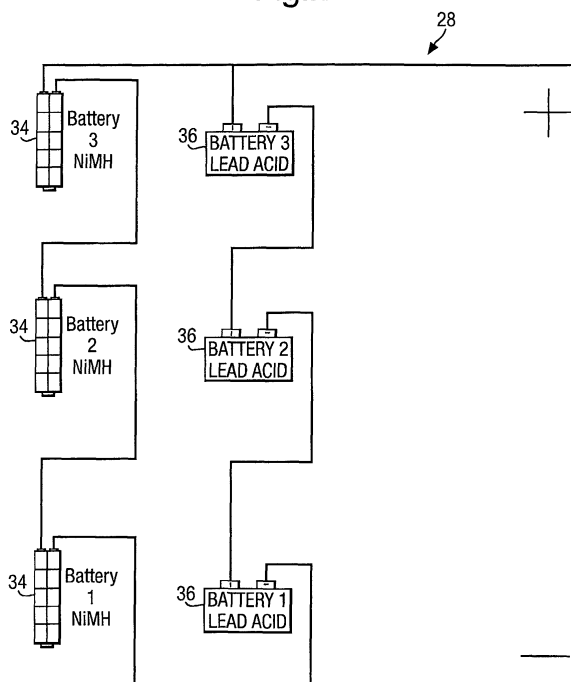 28
34
Battery
3
NiMH
36
BATTERY 3
LEAD ACID
34
Battery
2
NiMH
36
BATTERY 2
LEAD ACID
34
Battery
1
NiMH
36
BATTERY 1
LEAD ACID